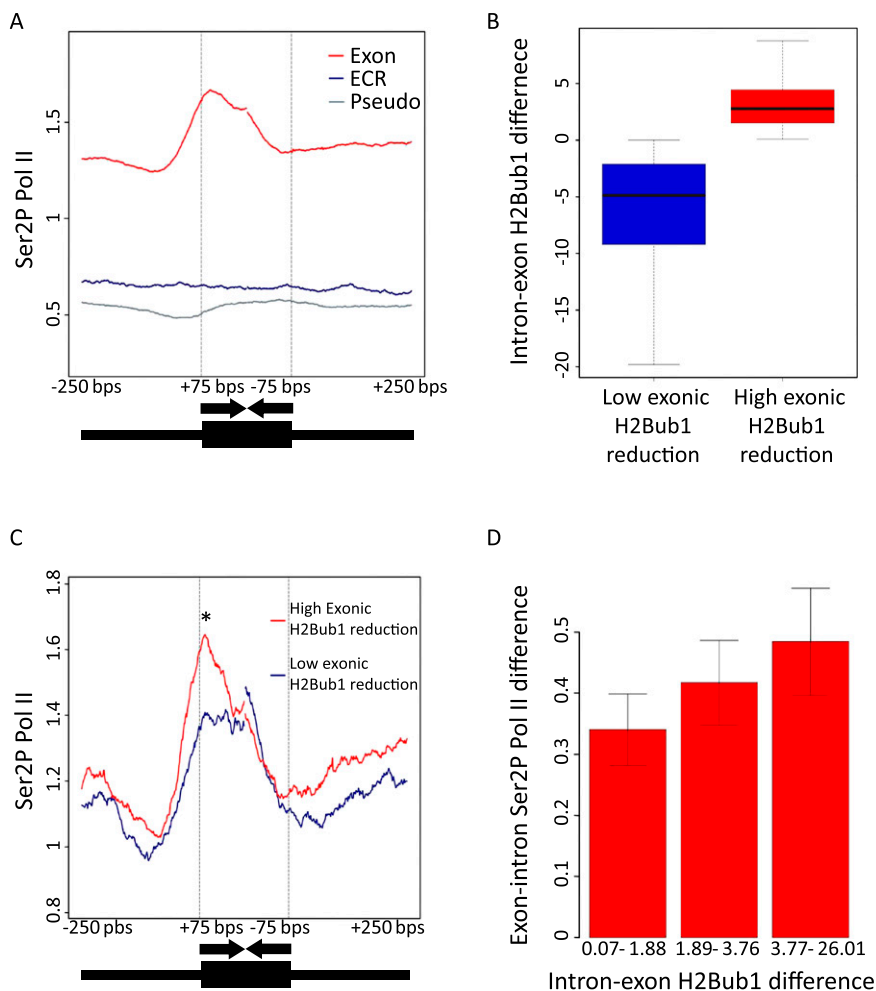 A
Ser2P Pol II
0.5
1
1.5
Exon
ECR
Pseudo
-250 bps
+75 bps
-75 bps
+250 bps
B
Intron-exon H2Bub1 differnece
5
0
-5
-10
-15
-20
Low exonic
H2Bub1
reduction
High exonic
H2Bub1
reduction
C
Ser2P Pol II
1.8
1.6
1.4
1.2
1
0.8
*
High Exonic
H2Bub1 reduction
Low exonic
H2Bub1 reduction
-250 pbs
+75 bps
-75 bps
+250 bps
D
Exon-intron Ser2P Pol II difference
0.5
0.4
0.3
0.2
0.1
0
0.07- 1.88
1.89- 3.76
3.77- 26.01
Intron-exon H2Bub1 difference